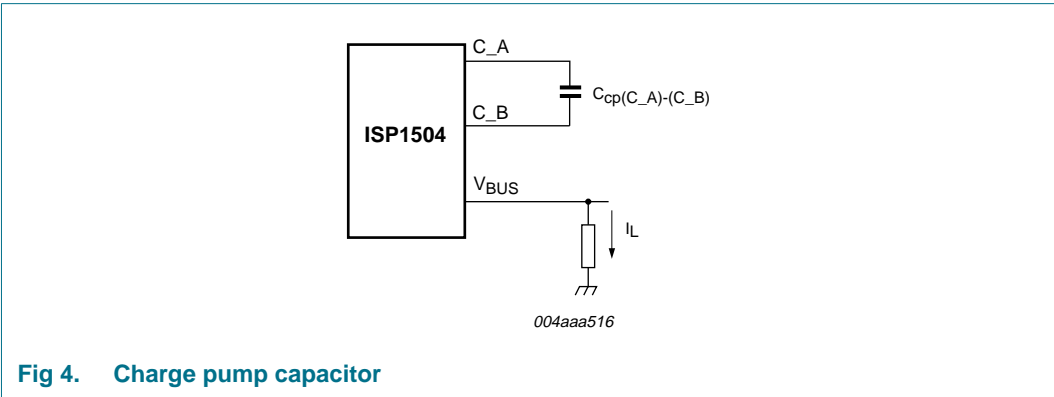 C_A
Ccp(C_A)-(C_B)
C_B
ISP1504
VBUS
IL
004aaa516
Fig 4. Charge pump capacitor